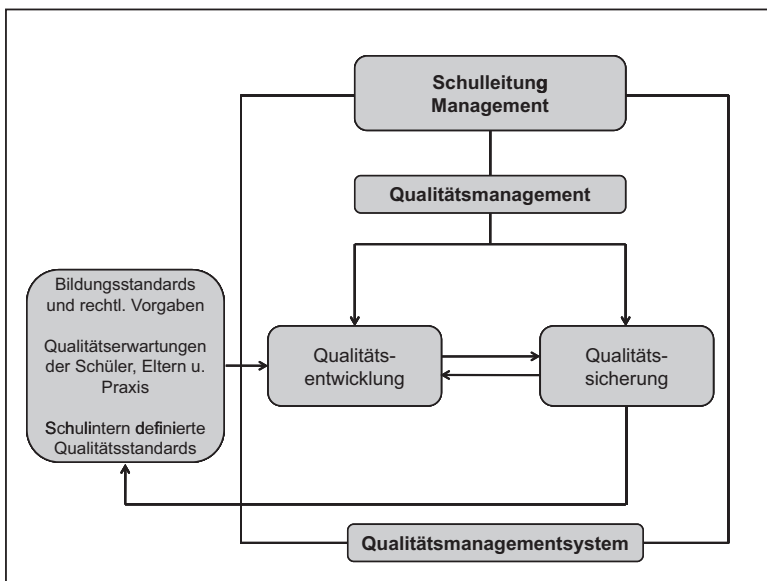 Schulleitung
Management
Qualitätsmanagement
Bildungsstandards
und rechtl. Vorgaben
Qualitätserwartungen
der Schüler, Eltern u.
Praxis
Schulintern definierte
Qualitätsstandards
Qualitäts-
entwicklung
Qualitäts-
sicherung
Qualitätsmanagementsystem